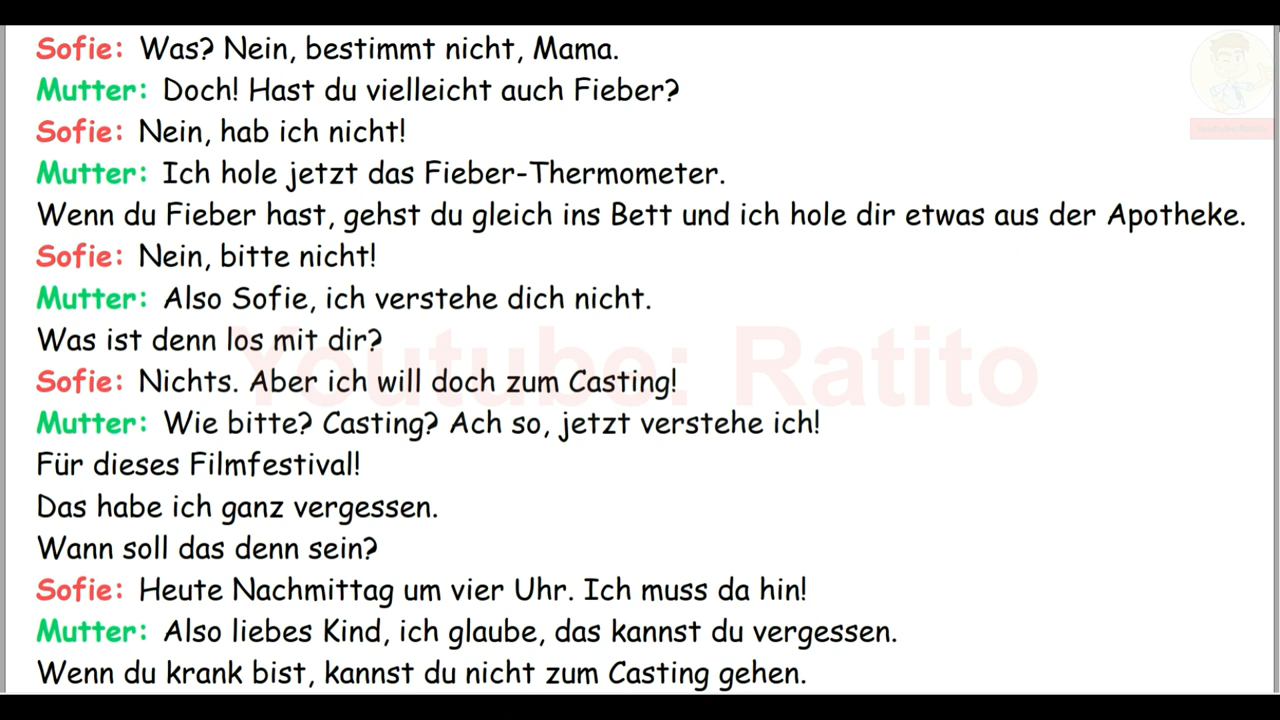 Sofie: Was? Nein, bestimmt nicht, Mama.
Mutter: Doch! Hast du vielleicht auch Fieber?
Sofie: Nein, hab ich nicht!
Mutter: Ich hole jetzt das Fieber-Thermometer.
Wenn du Fieber hast, gehst du gleich ins Bett und ich hole dir etwas aus der Apotheke.
Sofie: Nein, bitte nicht!
Mutter: Also Sofie, ich verstehe dich nicht.
Was ist denn los mit dir?
Youtube: Ratito
Sofie: Nichts. Aber ich will doch zum Casting!
Mutter: Wie bitte? Casting? Ach so, jetzt verstehe ich!
Für dieses Filmfestival!
Das habe ich ganz vergessen.
Wann soll das denn sein?
Sofie: Heute Nachmittag um vier Uhr. Ich muss da hin!
Mutter: Also liebes Kind, ich glaube, das kannst du vergessen.
Wenn du krank bist, kannst du nicht zum Casting gehen.